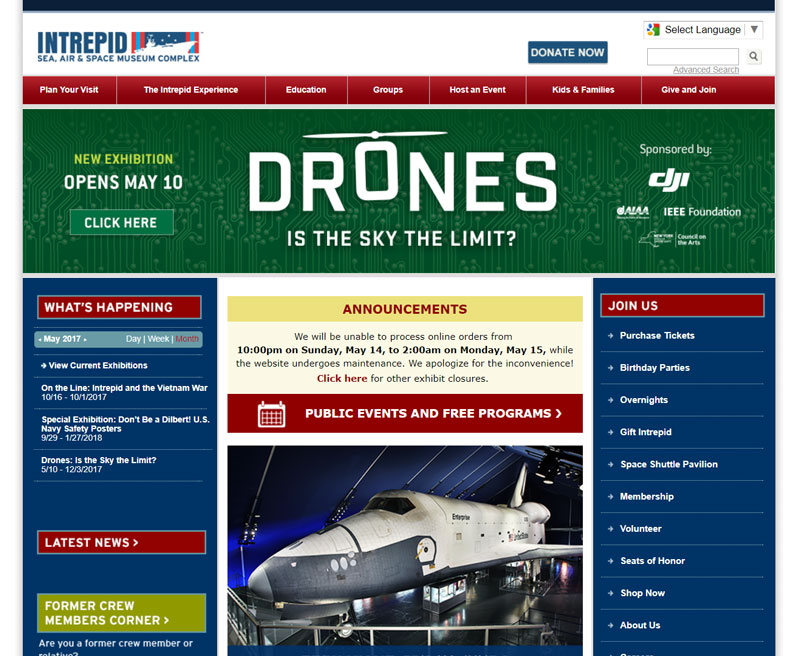 INTREPID
SEA, AIR & SPACE MUSEUM COMPLEX
DONATE NOW
Select Language
Advanced Search
Plan Your Visit
The Intrepid Experience
Education
Groups
Host an Event
Kids & Families
Give and Join
NEW EXHIBITION
OPENS MAY 10
CLICK HERE
DRONES
IS THE SKY THE LIMIT?
Sponsored by:
dji
AIAA
IEEE Foundation
Council on
the Arts
WHAT'S HAPPENING
May 2017
Day | Week | Month
View Current Exhibitions
On the Line: Intrepid and the Vietnam War
10/16 - 10/1/2017
Special Exhibition: Don't Be a Dilbert! U.S.
Navy Safety Posters
9/29 - 1/27/2018
Drones: Is the Sky the Limit?
5/10 - 12/3/2017
LATEST NEWS >
FORMER CREW
MEMBERS CORNER >
Are you a former crew member or
relative?
ANNOUNCEMENTS
We will be unable to process online orders from
10:00pm on Sunday, May 14, to 2:00am on Monday, May 15, while
the website undergoes maintenance. We apologize for the inconvenience!
Click here for other exhibit closures.
PUBLIC EVENTS AND FREE PROGRAMS ❯
Enterprise
United States
JOIN US
Purchase Tickets
Birthday Parties
Overnights
Gift Intrepid
Space Shuttle Pavilion
Membership
Volunteer
Seats of Honor
Shop Now
About Us